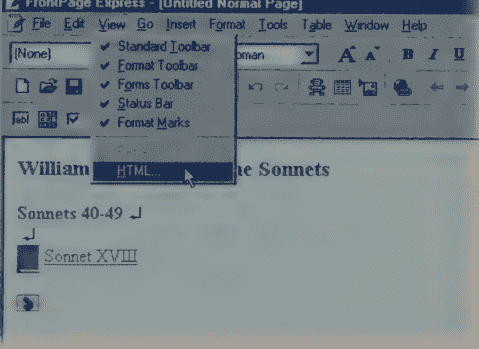 FrontPage Express - [Untitled Normal Page]
File Edit View Go Insert Format Tools Table Window Help
(None) oman A A B I U
Standard Toolbar
Format Toolbar
Forms Toolbar
Status Bar
Format Marks
HTML...
William e Sonnets
Sonnets 40-49
Sonnet XVIII